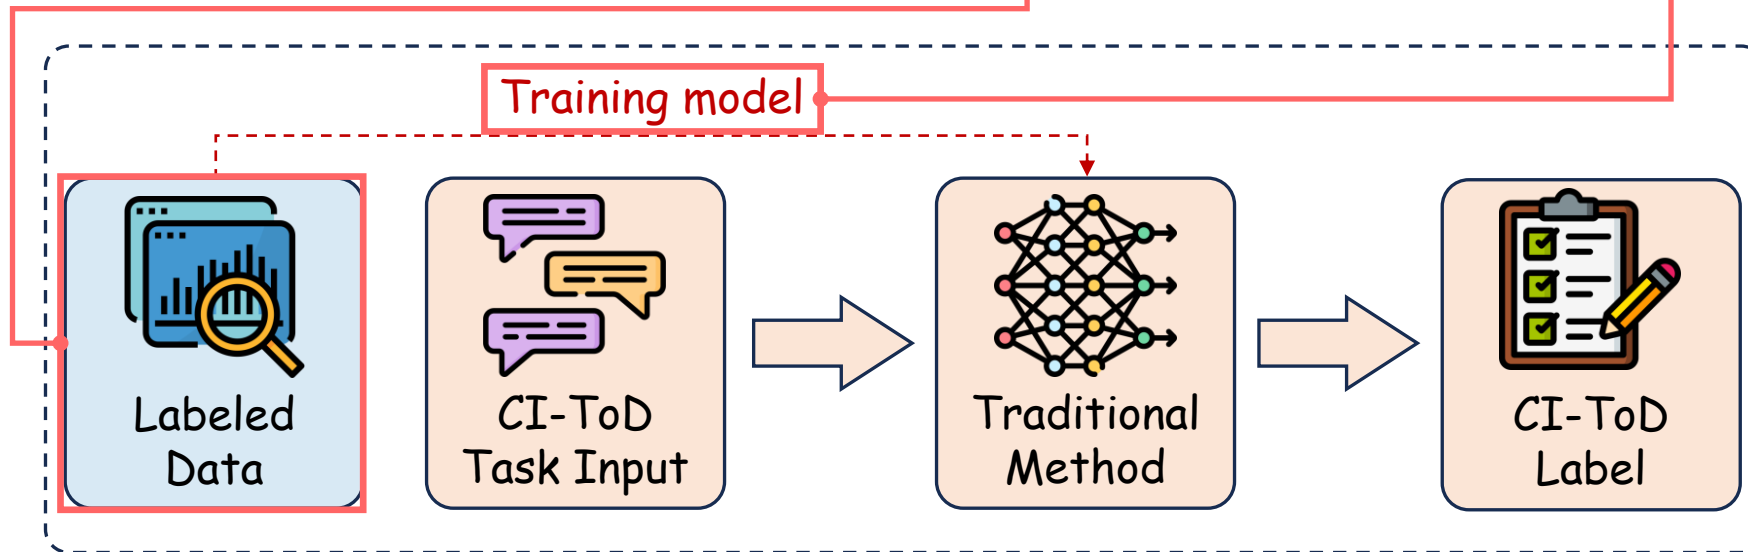 Training model
Labeled
Data
CI-ToD
Task Input
Traditional
Method
CI-ToD
Label